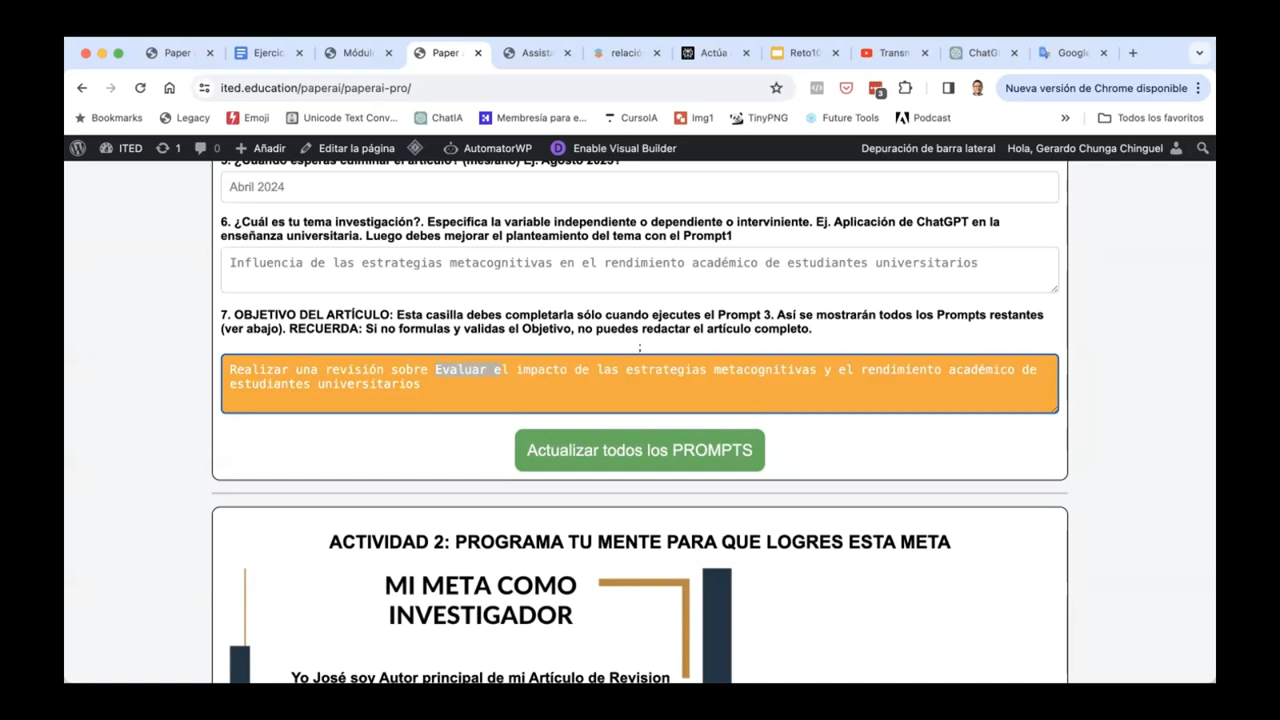 Paper
Ejercic
Módul
Paper
Assist
relació
Actúa
Reto1
Transn
ChatG
Google
ited.education/paperai/paperai-pro/
3
Nueva versión de Chrome disponible
Bookmarks
Legacy
Emoji
Unicode Text Conv...
ChatIA
Membresía para e...
CursoIA
Img1
TinyPNG
Future Tools
Podcast
Todos los favoritos
ITED
1
0
Añadir
Editar la página
AutomatorWP
D Enable Visual Builder
Depuración de barra lateral
Hola, Gerardo Chunga Chinguel
Abril 2024
6. ¿Cuál es tu tema investigación?. Especifica la variable independiente o dependiente o interviniente. Ej. Aplicación de ChatGPT en la
enseñanza universitaria. Luego debes mejorar el planteamiento del tema con el Prompt1
Influencia de las estrategias metacognitivas en el rendimiento académico de estudiantes universitarios
7. OBJETIVO DEL ARTÍCULO: Esta casilla debes completarla sólo cuando ejecutes el Prompt 3. Así se mostrarán todos los Prompts restantes
(ver abajo). RECUERDA: Si no formulas y validas el Objetivo, no puedes redactar el artículo completo.
Realizar una revisión sobre Evaluar el impacto de las estrategias metacognitivas y el rendimiento académico de
estudiantes universitarios
Actualizar todos los PROMPTS
ACTIVIDAD 2: PROGRAMA TU MENTE PARA QUE LOGRES ESTA META
MI META COMO
INVESTIGADOR
Yo José soy Autor principal de mi Artículo de Revision